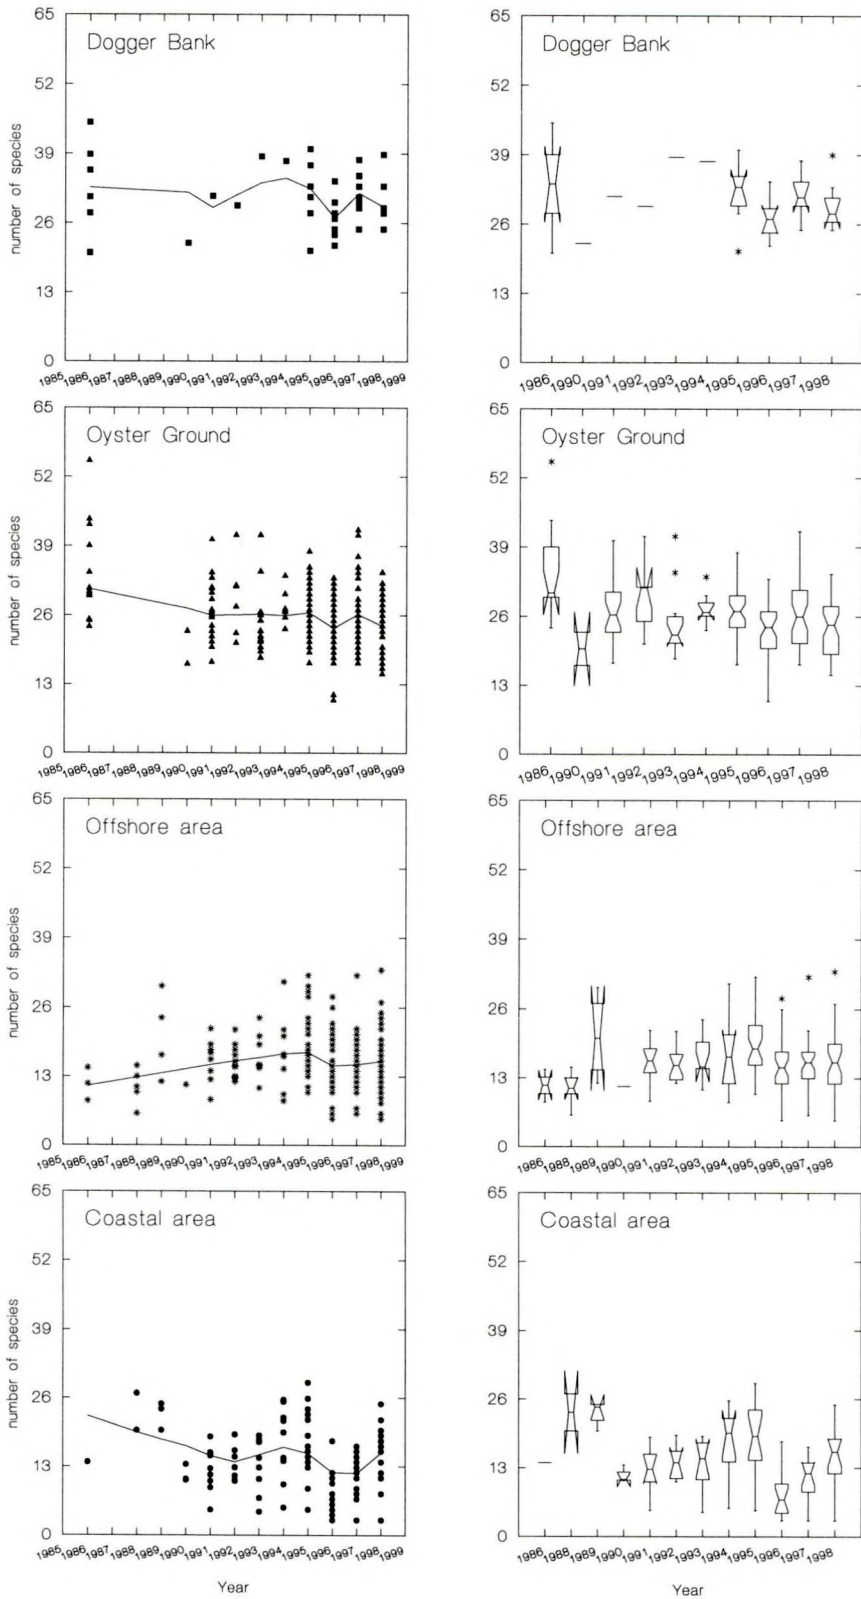 65
52
39
26
13
0
number of species
Dogger Bank
1985 1986 1987 1988 1989 1990 1991 1992 1993 1994 1995 1996 1997 1998 1999
65
52
39
26
13
0
Dogger Bank
1986 1990 1991 1992 1993 1994 1995 1996 1997 1998
65
52
39
26
13
0
number of species
Oyster Ground
1985 1986 1987 1988 1989 1990 1991 1992 1993 1994 1995 1996 1997 1998 1999
65
52
39
26
13
0
Oyster Ground
1986 1990 1991 1992 1993 1994 1995 1996 1997 1998
65
52
39
26
13
0
number of species
Offshore area
1985 1986 1987 1988 1989 1990 1991 1992 1993 1994 1995 1996 1997 1998 1999
65
52
39
26
13
0
Offshore area
1986 1988 1989 1990 1991 1992 1993 1994 1995 1996 1997 1998
65
52
39
26
13
0
number of species
Coastal area
1985 1986 1987 1988 1989 1990 1991 1992 1993 1994 1995 1996 1997 1998 1999
Year
65
52
39
26
13
0
Coastal area
1986 1988 1989 1990 1991 1992 1993 1994 1995 1996 1997 1998
Year